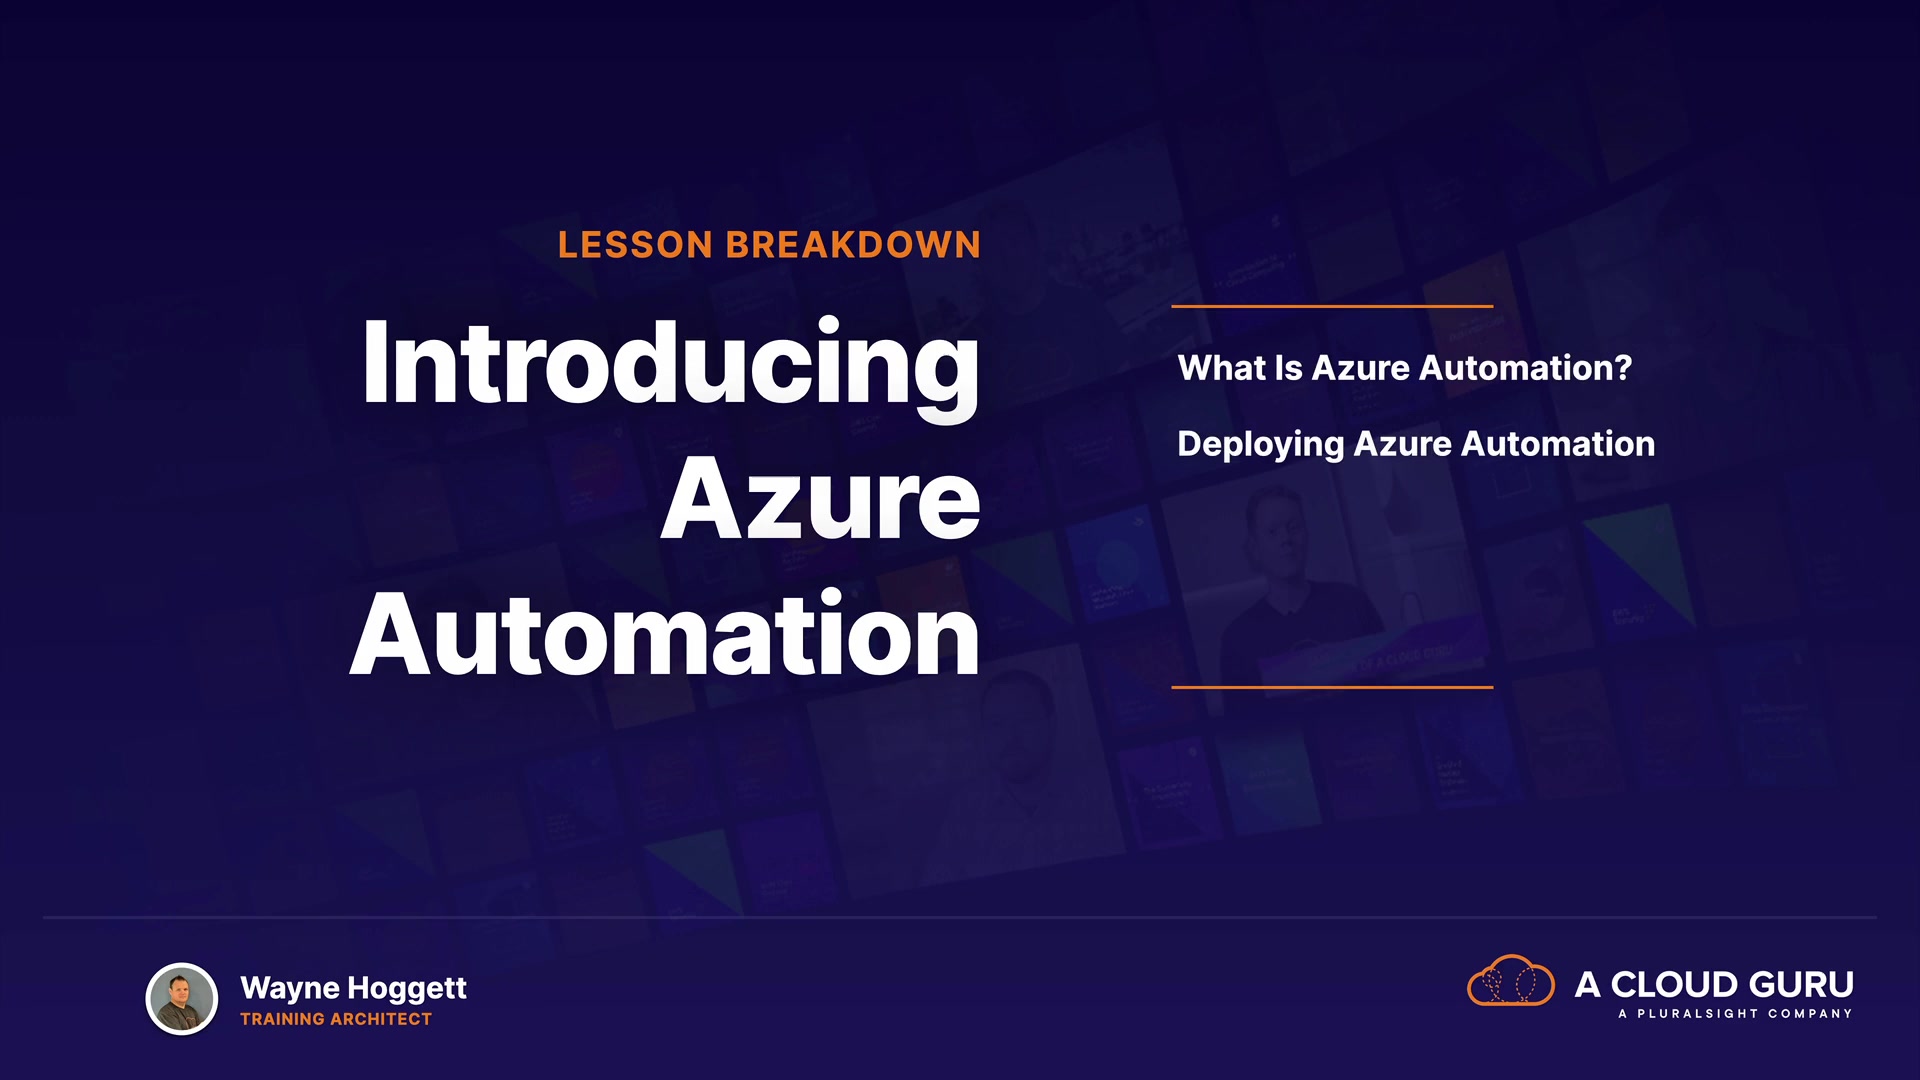 LESSON BREAKDOWN
Introducing
Azure
Automation
What Is Azure Automation?
Deploying Azure Automation
Wayne Hoggett
TRAINING ARCHITECT
A CLOUD GURU
A PLURALSIGHT COMPANY